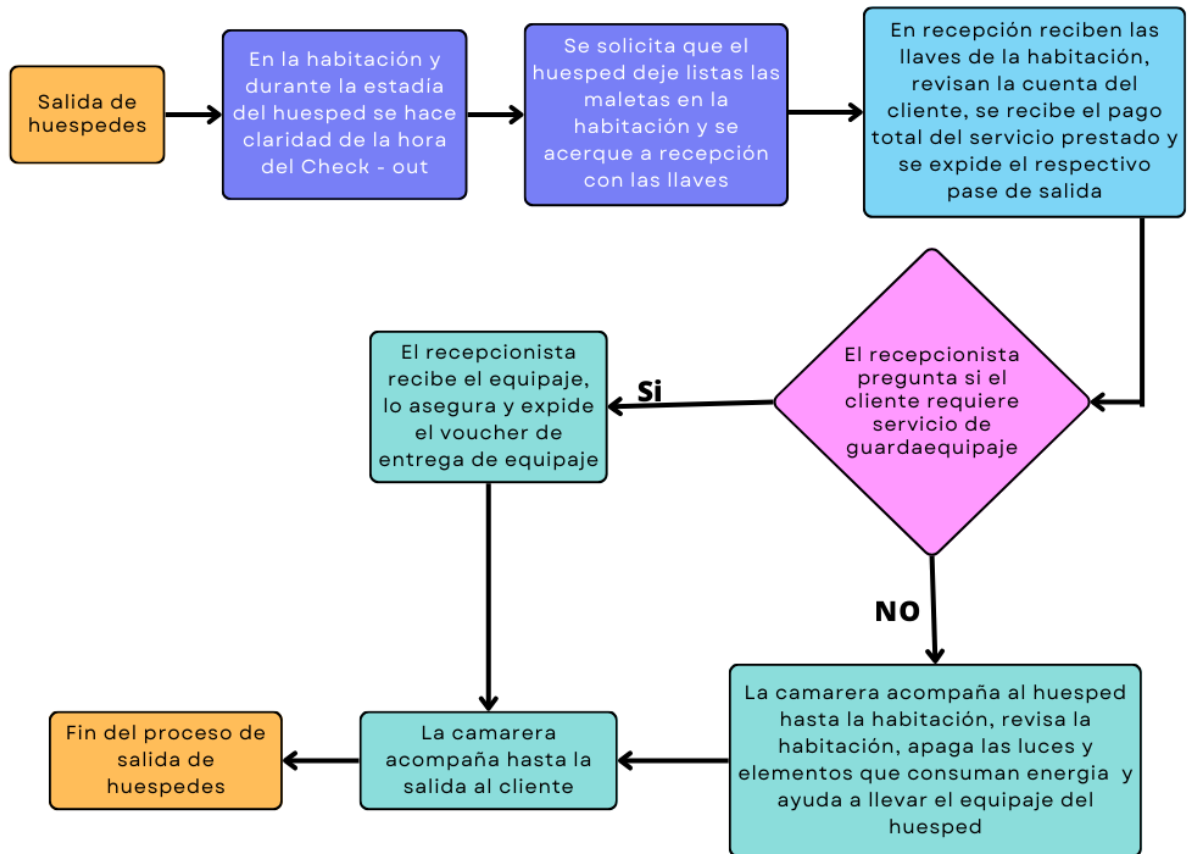 Salida de
huespedes
En la habitación y
durante la estadía
del huesped se hace
claridad de la hora
del Check - out
Se solicita que el
huesped deje listas las
maletas en la
habitación y se
acerque a recepción
con las llaves
En recepción reciben las
llaves de la habitación,
revisan la cuenta del
cliente, se recibe el pago
total del servicio prestado y
se expide el respectivo
pase de salida
El recepcionista
pregunta si el
cliente requiere
servicio de
guardaequipaje
Si
El recepcionista
recibe el equipaje,
lo asegura y expide
el voucher de
entrega de equipaje
NO
La camarera acompaña al huesped
hasta la habitación, revisa la
habitación, apaga las luces y
elementos que consuman energia y
ayuda a llevar el equipaje del
huesped
La camarera
acompaña hasta la
salida al cliente
Fin del proceso de
salida de
huespedes